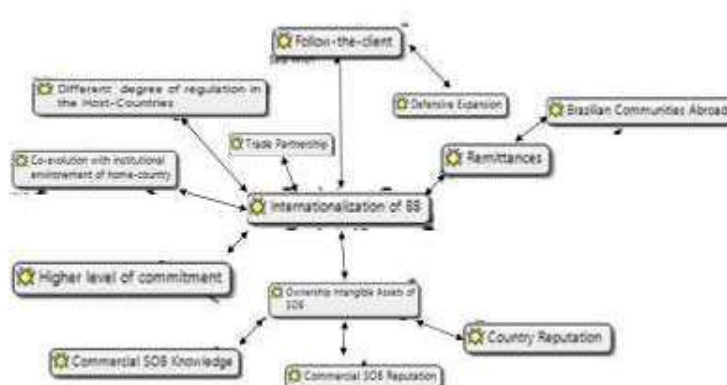 Follow-the-client
Different degree of regulation in
the Host-Countries
Defensive Expansion
Brazilian Communities Abroad
Trade Partnership
Remittances
Co-evolution with institutional
environement of home-country
Internationalization of BB
Higher level of commitment
Ownership Intangible Assets of
SOB
Country Reputation
Commercial SOB Knowledge
Commercial SOB Reputation